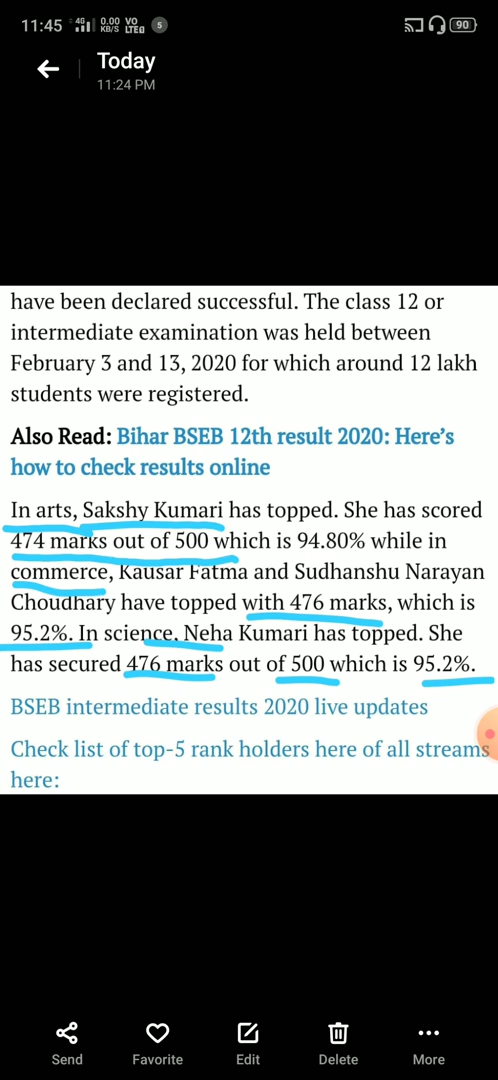 11:45 4G 0.00 KB/S VO LTE 5 90
Today
11:24 PM
have been declared successful. The class 12 or
intermediate examination was held between
February 3 and 13, 2020 for which around 12 lakh
students were registered.
Also Read: Bihar BSEB 12th result 2020: Here’s
how to check results online
In arts, Sakshy Kumari has topped. She has scored
474 marks out of 500 which is 94.80% while in
commerce, Kausar Fatma and Sudhanshu Narayan
Choudhary have topped with 476 marks, which is
95.2%. In science, Neha Kumari has topped. She
has secured 476 marks out of 500 which is 95.2%.
BSEB intermediate results 2020 live updates
Check list of top-5 rank holders here of all streams
here:
Send Favorite Edit Delete More